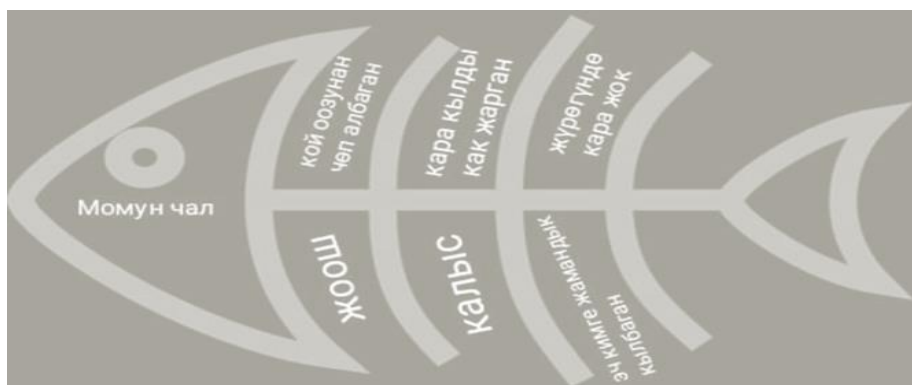 Момун чал
кой оозунан
чөп албаган
кара кылды
как жарган
жүрөгүндө
кара жок
жоош
калыс
эч кимге жамандык
кылбаган